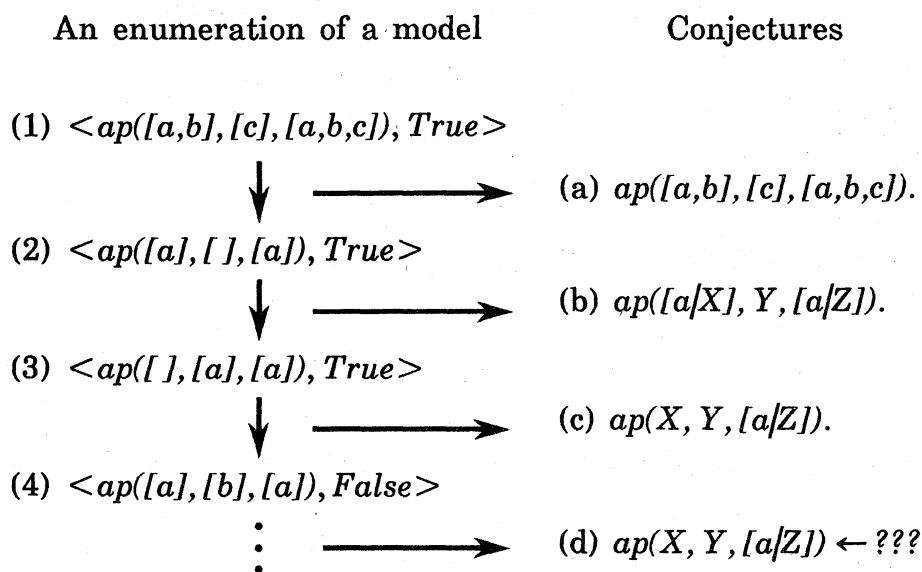 An enumeration of a model Conjectures
(1) <ap([a,b],[c],[a,b,c]), True>
(a) ap([a,b],[c],[a,b,c]).
(2) <ap([a],[ ],[a]), True>
(b) ap([a/X], Y, [a/Z]).
(3) <ap([ ],[a],[a]), True>
(c) ap(X, Y, [a/Z]).
(4) <ap([a],[b],[a]), False>
(d) ap(X, Y, [a/Z]) ← ???